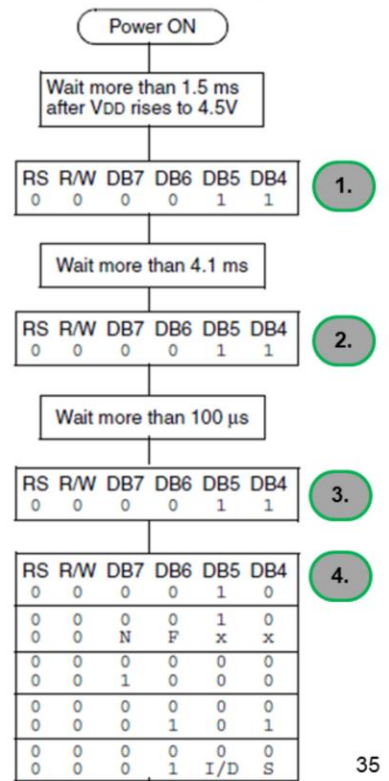 Power ON
Wait more than 1.5 ms
after VDD rises to 4.5V
RS R/W DB7 DB6 DB5 DB4
0 0 0 0 1 1
1.
Wait more than 4.1 ms
RS R/W DB7 DB6 DB5 DB4
0 0 0 0 1 1
2.
Wait more than 100 µs
RS R/W DB7 DB6 DB5 DB4
0 0 0 0 1 1
3.
RS R/W DB7 DB6 DB5 DB4
0 0 0 0 1 0
4.
0 0 0 0 1 0
0 0 N F x x
0 0 0 0 0 0
0 0 1 0 0 0
0 0 0 0 0 0
0 0 0 1 0 1
0 0 0 0 0 0
0 0 0 1 I/D S
35